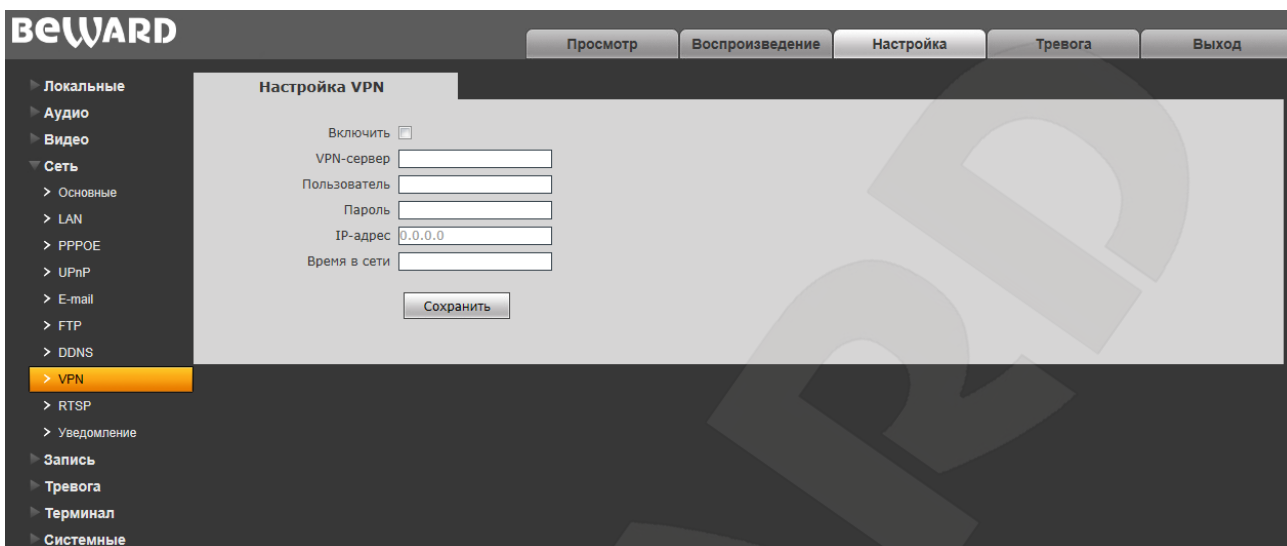 BEWARD
Просмотр Воспроизведение Настройка Тревога Выход
Локальные
Аудио
Видео
Сеть
> Основные
> LAN
> PPPOE
> UPnP
> E-mail
> FTP
> DDNS
> VPN
> RTSP
> Уведомление
Запись
Тревога
Терминал
Системные
Настройка VPN
Включить
VPN-сервер
Пользователь
Пароль
IP-адрес 0.0.0.0
Время в сети
Сохранить